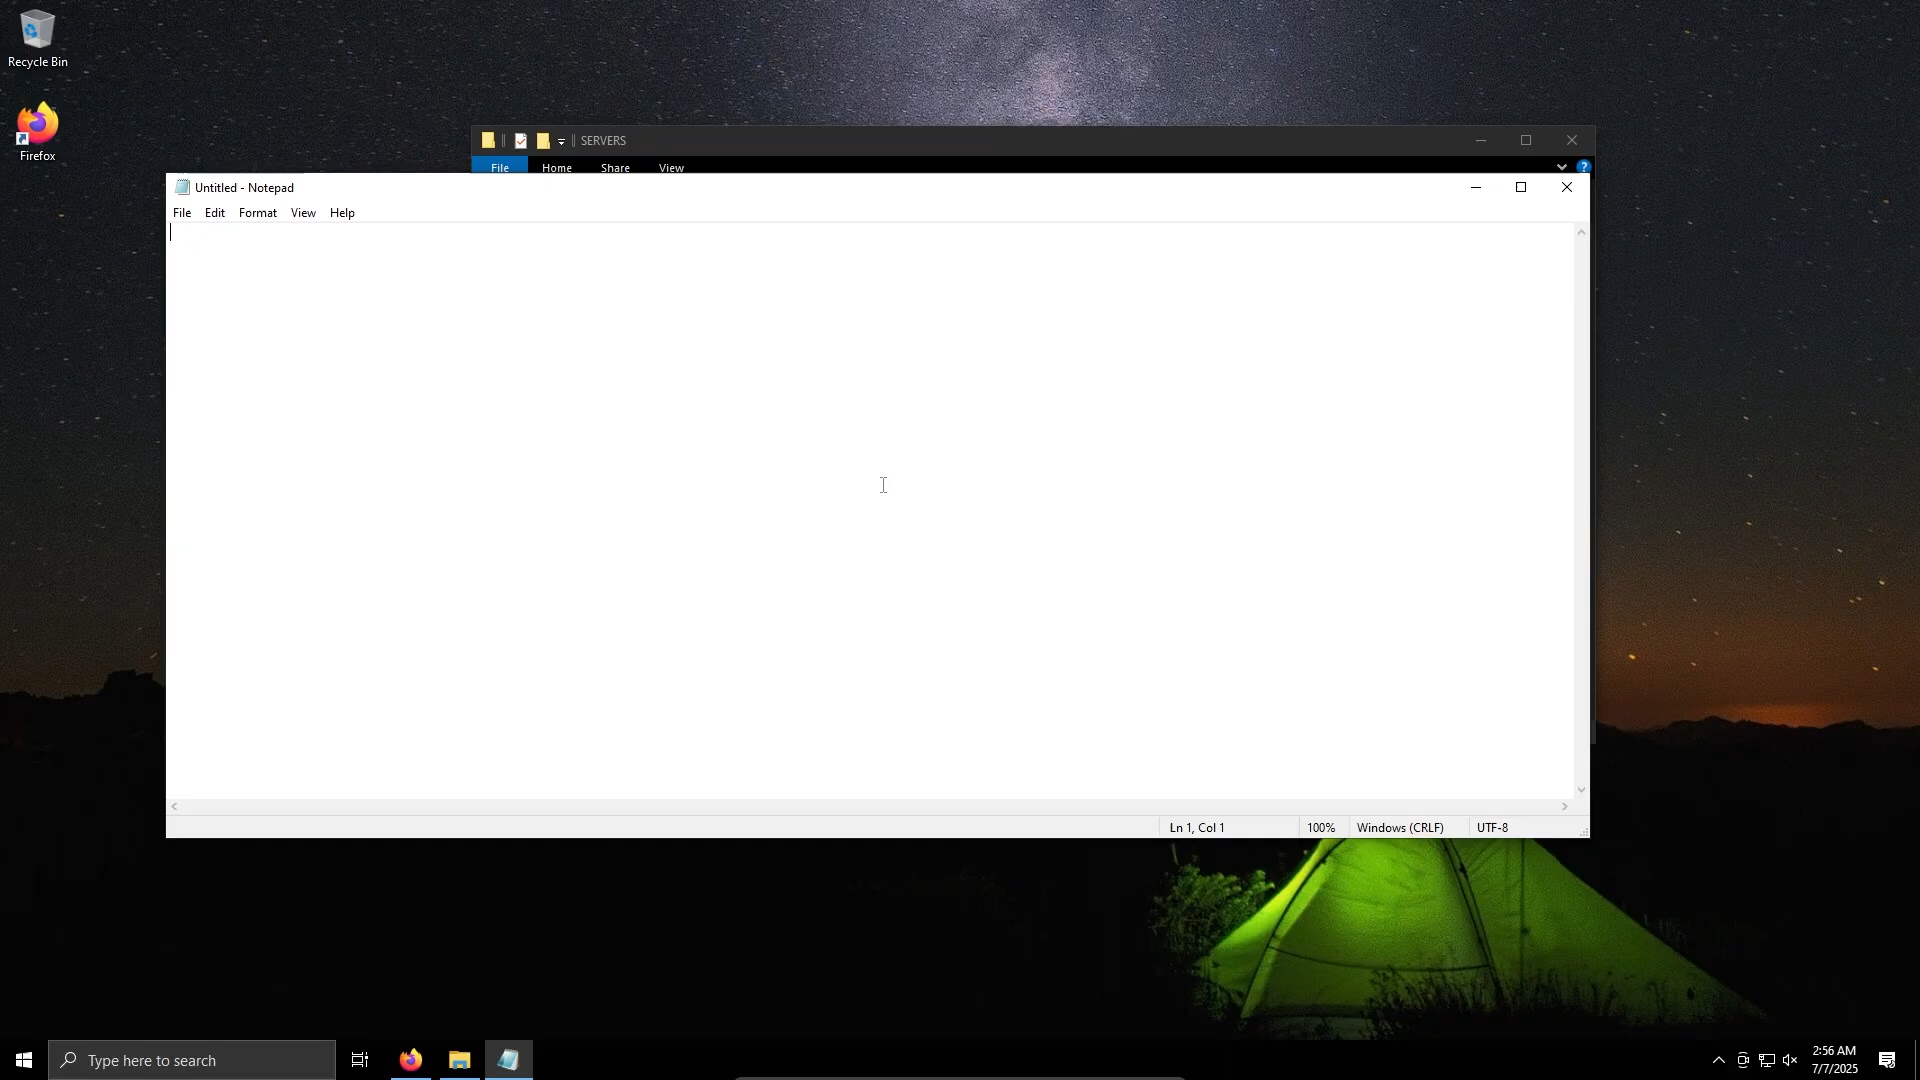 Recycle Bin
Firefox
SERVERS
File Home Share View
Untitled - Notepad
File Edit Format View Help
Ln 1, Col 1 100% Windows (CRLF) UTF-8
Type here to search
2:56 AM
7/7/2025